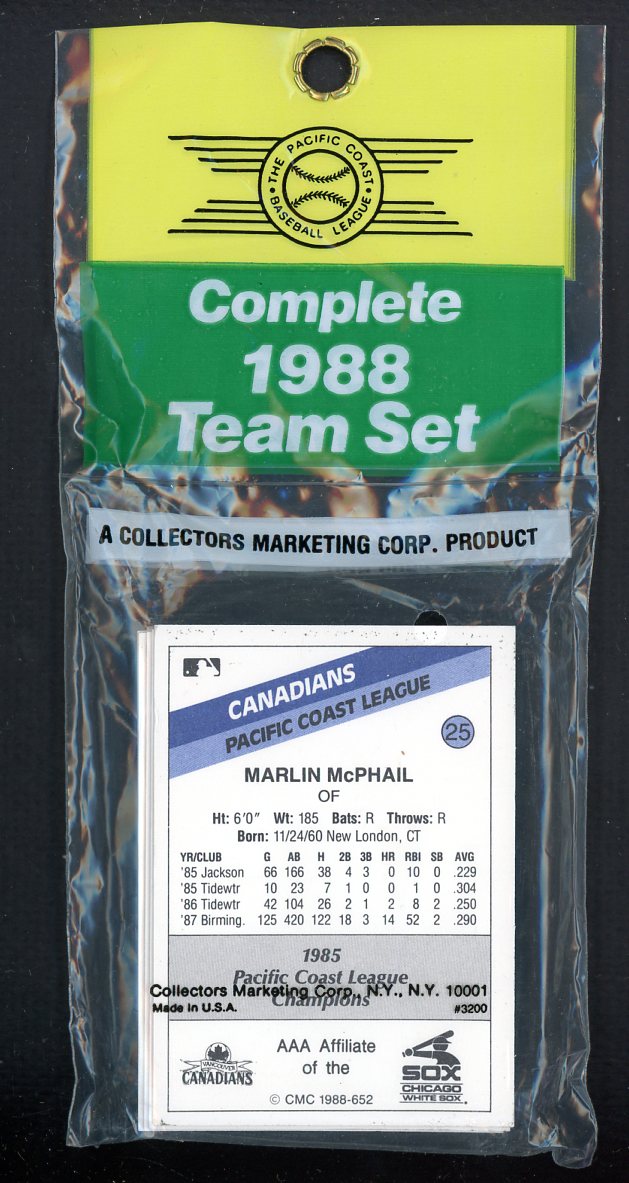 THE PACIFIC COAST
BASEBALL LEAGUE
Complete
1988
Team Set
A COLLECTORS MARKETING CORP. PRODUCT
CANADIANS
PACIFIC COAST LEAGUE
25
MARLIN McPHAIL
OF
Ht: 6'0" Wt: 185 Bats: R Throws: R
Born: 11/24/60 New London, CT
YR/CLUB G AB H 2B 3B HR RBI SB AVG
'85 Jackson 66 166 38 4 3 0 10 0 .229
'85 Tidewtr 10 23 7 1 0 0 1 0 .304
'86 Tidewtr 42 104 26 2 1 2 8 2 .250
'87 Birming. 125 420 122 18 3 14 52 2 .290
1985
Pacific Coast League
Champions
Collectors Marketing Corp., N.Y., N.Y. 10001
Made in U.S.A. #3200
VANCOUVER
CANADIANS
AAA Affiliate
of the
SOX
CHICAGO
WHITE SOX
© CMC 1988-652